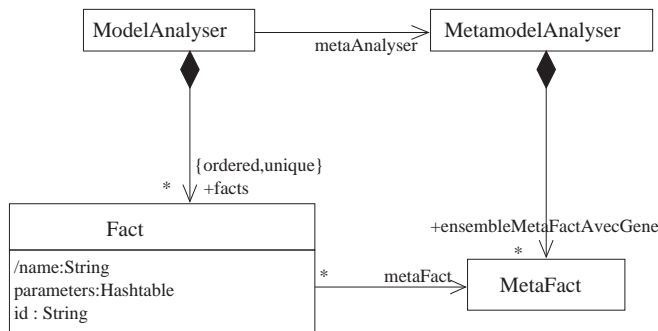 ModelAnalyser
MetamodelAnalyser
metaAnalyser
{ordered,unique}
* +facts
Fact
+ensembleMetaFactAvecGene
*
/name:String
parameters:Hashtable
id : String
* metaFact
MetaFact